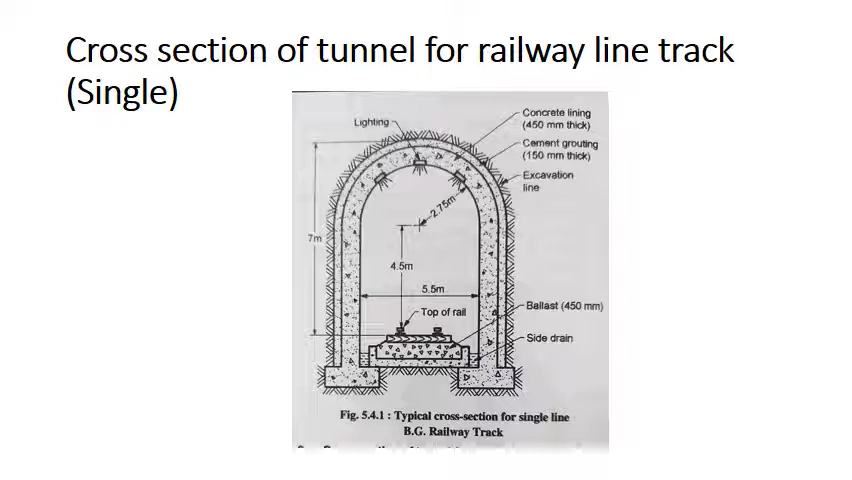 Cross section of tunnel for railway line track
(Single)
Lighting
Concrete lining
(450 mm thick)
Cement grouting
(150 mm thick)
Excavation
line
2.75m
7m
4.5m
5.5m
Top of rail
Ballast (450 mm)
Side drain
Fig. 5.4.1 : Typical cross-section for single line
B.G. Railway Track